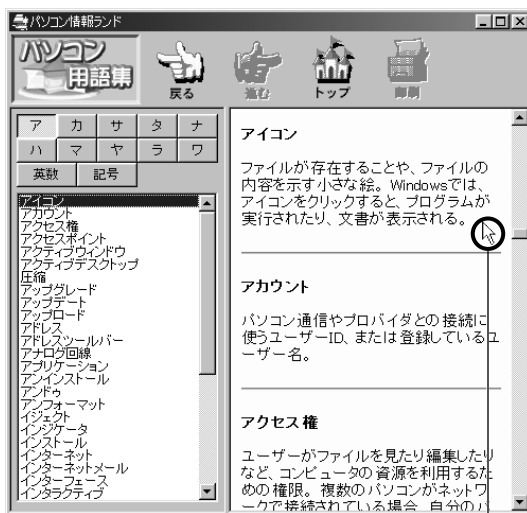 パソコン情報ランド
パソコン
用語集
戻る
進む
トップ
印刷
ア カ サ タ ナ
ハ マ ヤ ラ ワ
英数 記号
アイコン
アカウント
アクセス権
アクセスポイント
アクティブウィンドウ
アクティブデスクトップ
圧縮
アップグレード
アップデート
アップロード
アドレス
アドレスツールバー
アナログ回線
アプリケーション
アンインストール
アンドゥ
アンフォーマット
イジェクト
インジケータ
インストール
インターネット
インターネットメール
インターフェース
インタラクティブ
アイコン
ファイルが存在することや、ファイルの
内容を示す小さな絵。Windowsでは、
アイコンをクリックすると、プログラムが
実行されたり、文書が表示される。
アカウント
パソコン通信やプロバイダとの接続に
使うユーザーID、または登録しているユ
ーザー名。
アクセス権
ユーザーがファイルを見たり編集したり
など、コンピュータの資源を利用するた
めの権限。複数のパソコンがネットワ
ークで接続されている場合、自分のパ